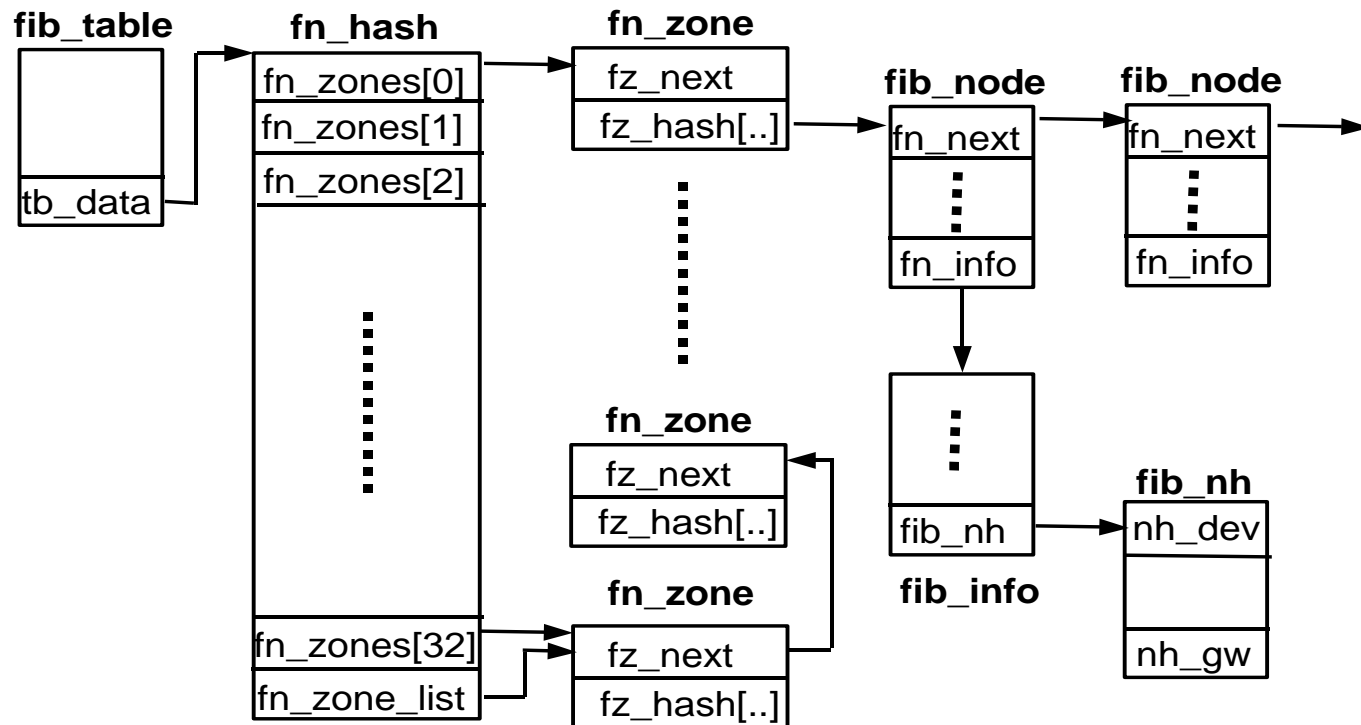 fib_table
tb_data
fn_hash
fn_zones[0]
fn_zones[1]
fn_zones[2]
fn_zones[32]
fn_zone_list
fn_zone
fz_next
fz_hash[..]
fn_zone
fz_next
fz_hash[..]
fn_zone
fz_next
fz_hash[..]
fib_node
fn_next
fn_info
fib_node
fn_next
fn_info
fib_nh
fib_info
fib_nh
nh_dev
nh_gw